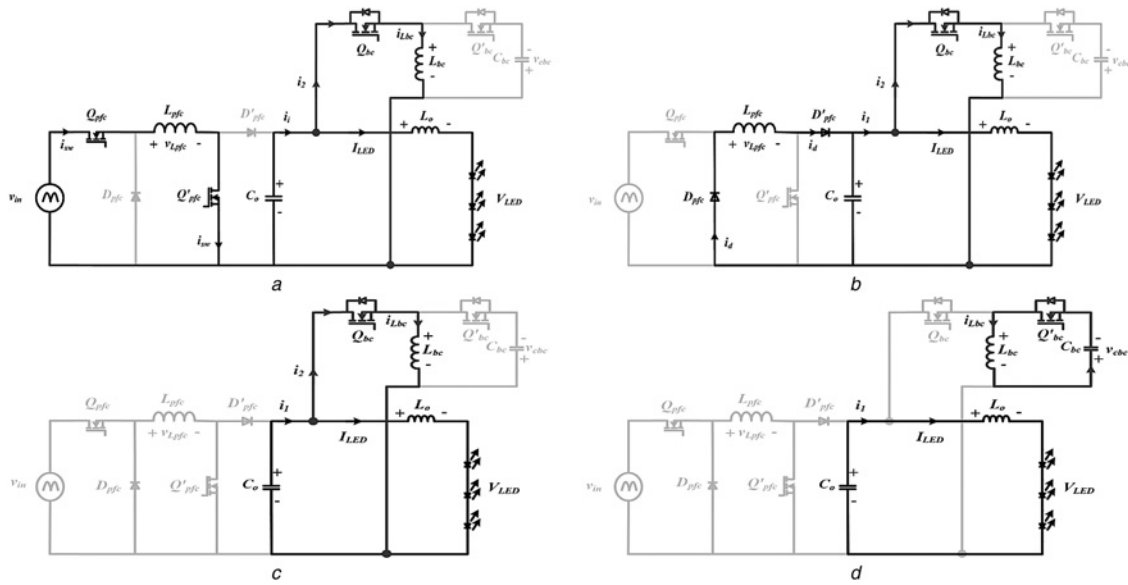 Q_bc
i_Lbc
+
L_bc
-
Q'_bc
C_bc
-
v_cbc
+
i_2
Q_pfc
i_sw
L_pfc
+ v_Lpfc -
D'_pfc
i_i
I_LED
+ L_o -
v_in
D_pfc
Q'_pfc
i_sw
+
C_o
-
V_LED
a
Q_bc
i_Lbc
+
L_bc
-
Q'_bc
C_bc
-
v_cbc
+
i_2
Q_pfc
L_pfc
+ v_Lpfc -
D'_pfc
i_d
i_1
I_LED
+ L_o -
v_in
D_pfc
i_d
Q'_pfc
+
C_o
-
V_LED
b
Q_bc
i_Lbc
+
L_bc
-
Q'_bc
C_bc
-
v_cbc
+
i_2
Q_pfc
L_pfc
+ v_Lpfc -
D'_pfc
i_1
I_LED
+ L_o -
v_in
D_pfc
Q'_pfc
+
C_o
-
V_LED
c
Q_bc
i_Lbc
+
L_bc
-
Q'_bc
C_bc
-
v_cbc
+
Q_pfc
L_pfc
+ v_Lpfc -
D'_pfc
i_1
I_LED
+ L_o -
v_in
D_pfc
Q'_pfc
+
C_o
-
V_LED
d